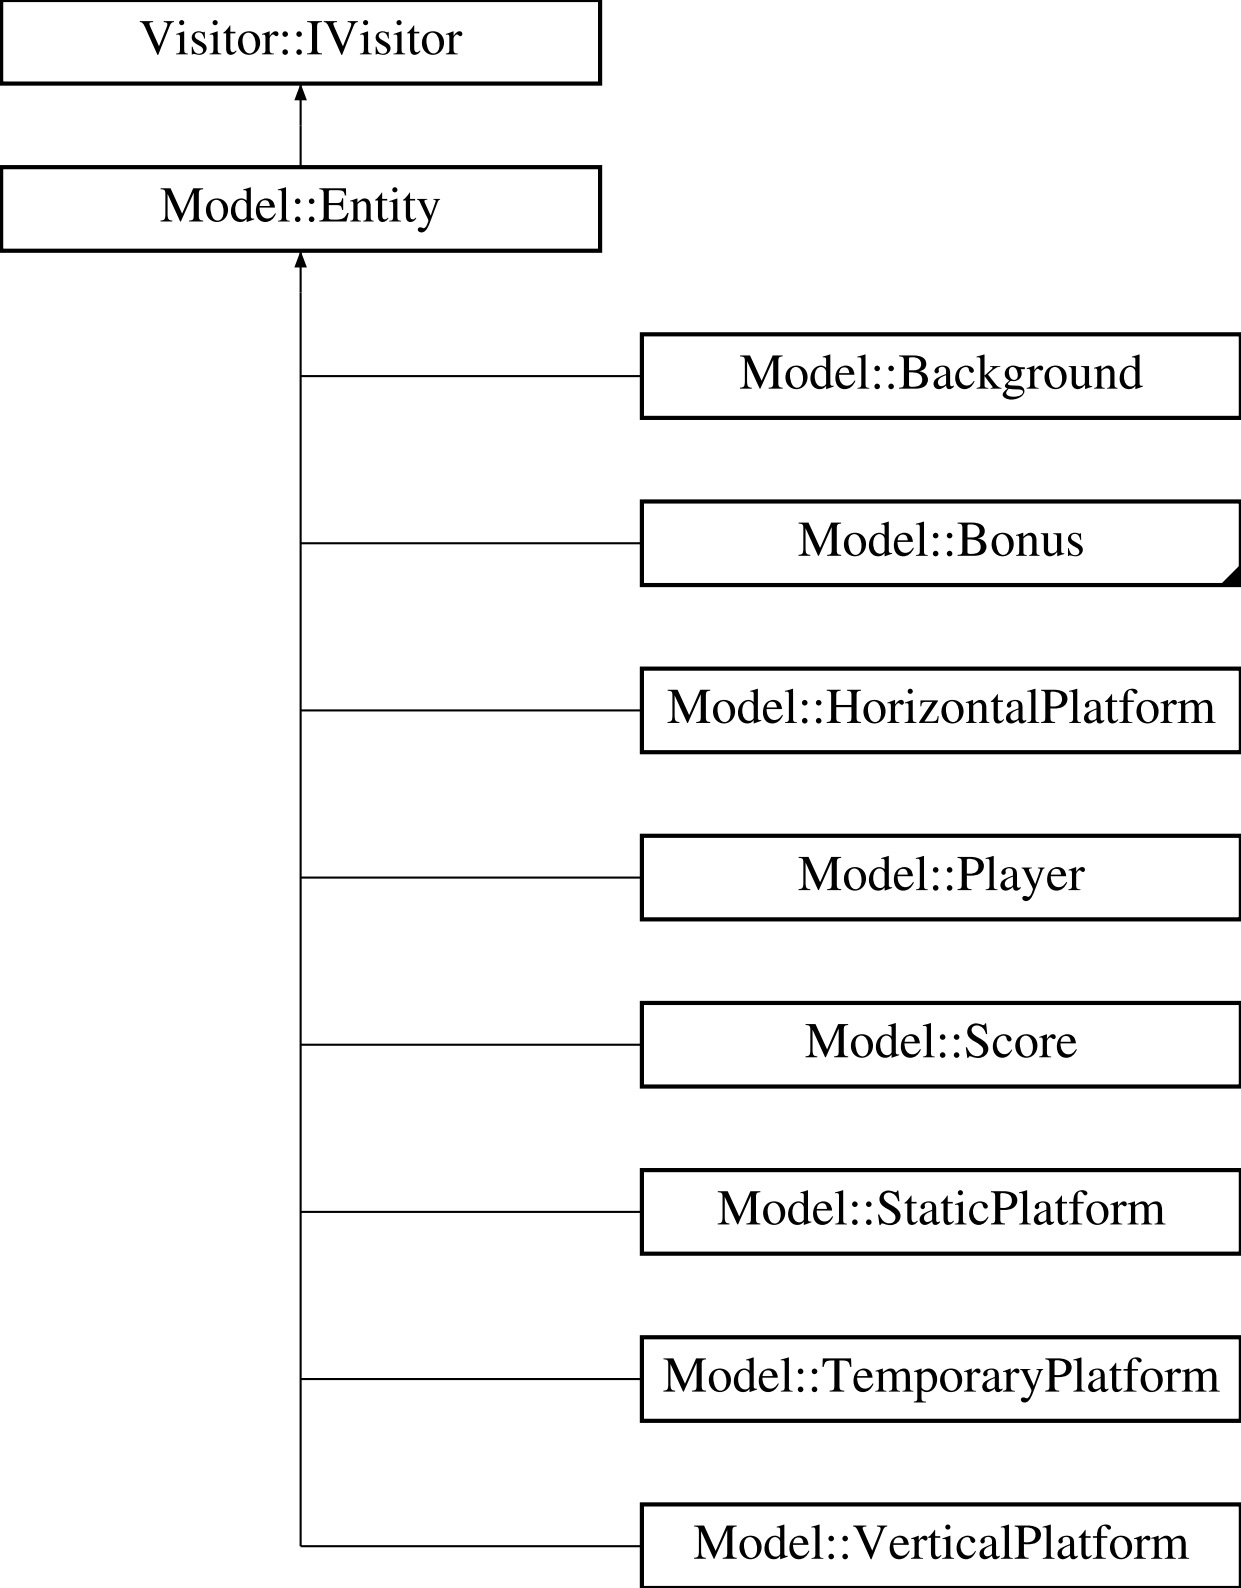 Visitor::IVisitor
Model::Entity
Model::Background
Model::Bonus
Model::HorizontalPlatform
Model::Player
Model::Score
Model::StaticPlatform
Model::TemporaryPlatform
Model::VerticalPlatform